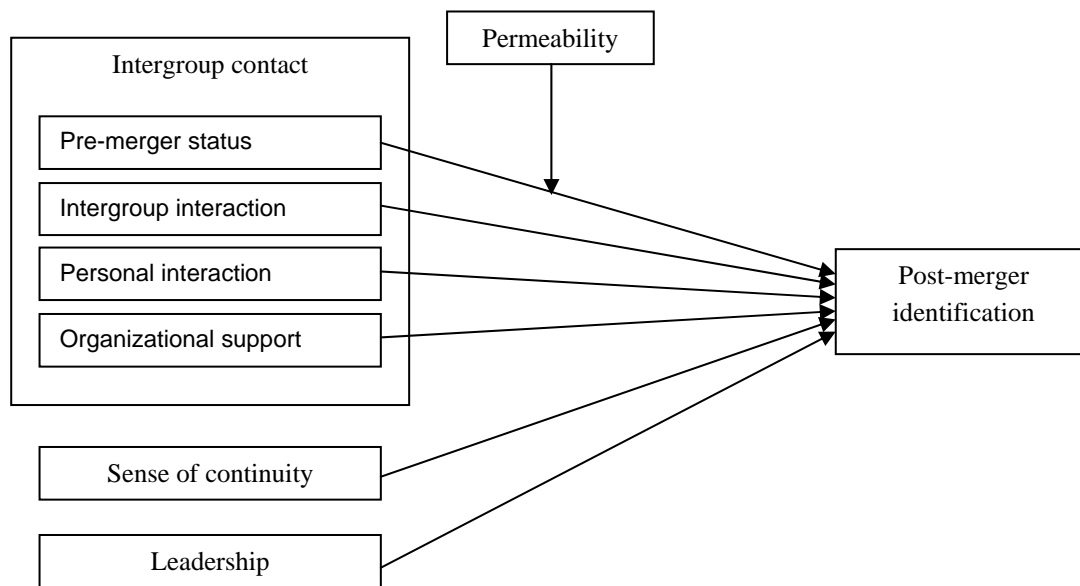 Permeability
Intergroup contact
Pre-merger status
Intergroup interaction
Personal interaction
Organizational support
Post-merger
identification
Sense of continuity
Leadership